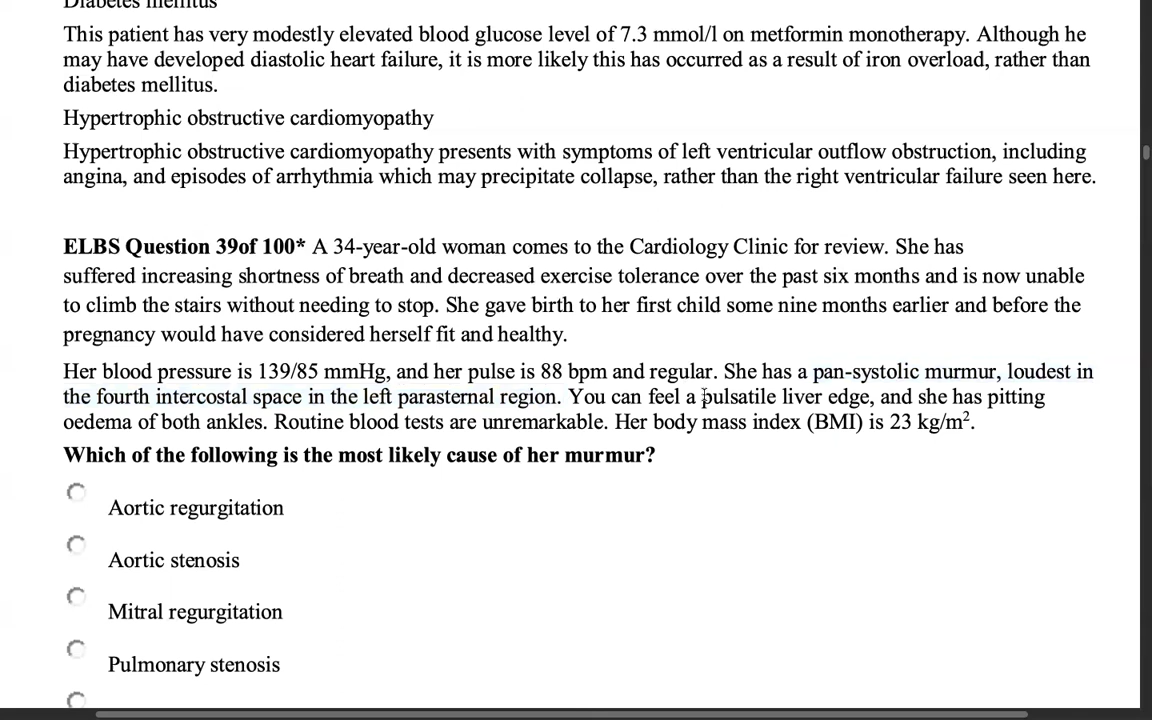 Diabetes mellitus
This patient has very modestly elevated blood glucose level of 7.3 mmol/l on metformin monotherapy. Although he
may have developed diastolic heart failure, it is more likely this has occurred as a result of iron overload, rather than
diabetes mellitus.
Hypertrophic obstructive cardiomyopathy
Hypertrophic obstructive cardiomyopathy presents with symptoms of left ventricular outflow obstruction, including
angina, and episodes of arrhythmia which may precipitate collapse, rather than the right ventricular failure seen here.
ELBS Question 39of 100* A 34-year-old woman comes to the Cardiology Clinic for review. She has
suffered increasing shortness of breath and decreased exercise tolerance over the past six months and is now unable
to climb the stairs without needing to stop. She gave birth to her first child some nine months earlier and before the
pregnancy would have considered herself fit and healthy.
Her blood pressure is 139/85 mmHg, and her pulse is 88 bpm and regular. She has a pan-systolic murmur, loudest in
the fourth intercostal space in the left parasternal region. You can feel a pulsatile liver edge, and she has pitting
oedema of both ankles. Routine blood tests are unremarkable. Her body mass index (BMI) is 23 kg/m².
Which of the following is the most likely cause of her murmur?
Aortic regurgitation
Aortic stenosis
Mitral regurgitation
Pulmonary stenosis